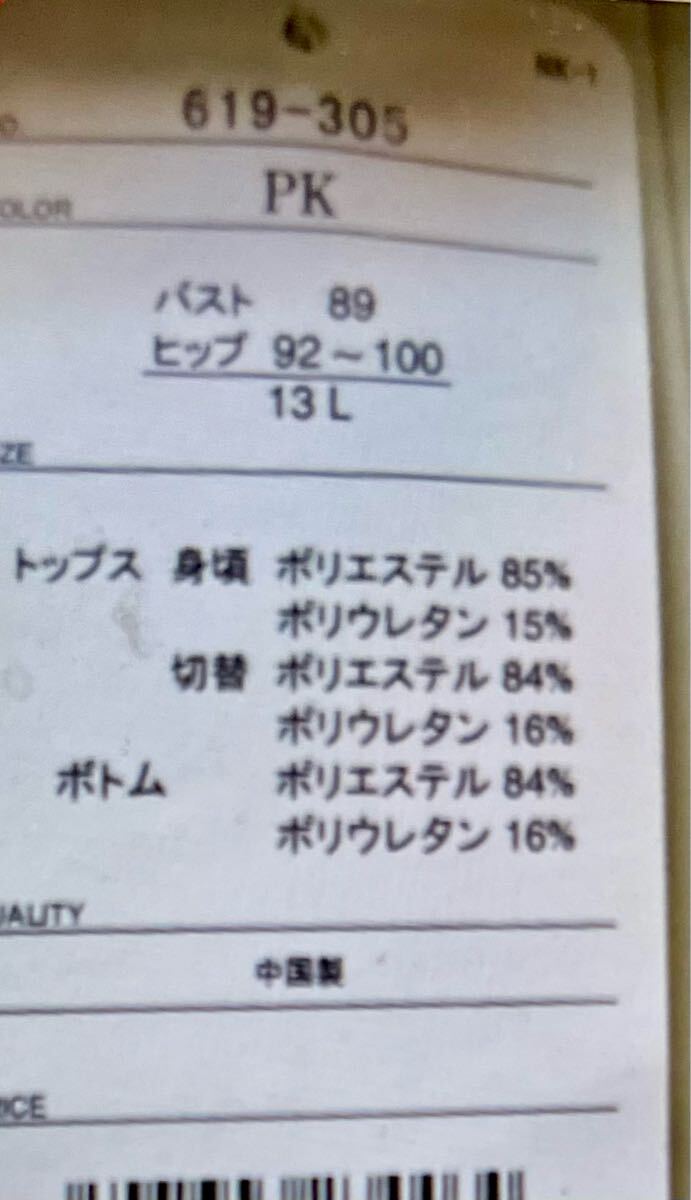 619-305
PK
OLOR
バスト 89
ヒップ 92～100
13L
ZE
トップス 身頃 ポリエステル 85%
ポリウレタン 15%
切替 ポリエステル 84%
ポリウレタン 16%
ボトム ポリエステル 84%
ポリウレタン 16%
UALITY
中国製
RICE